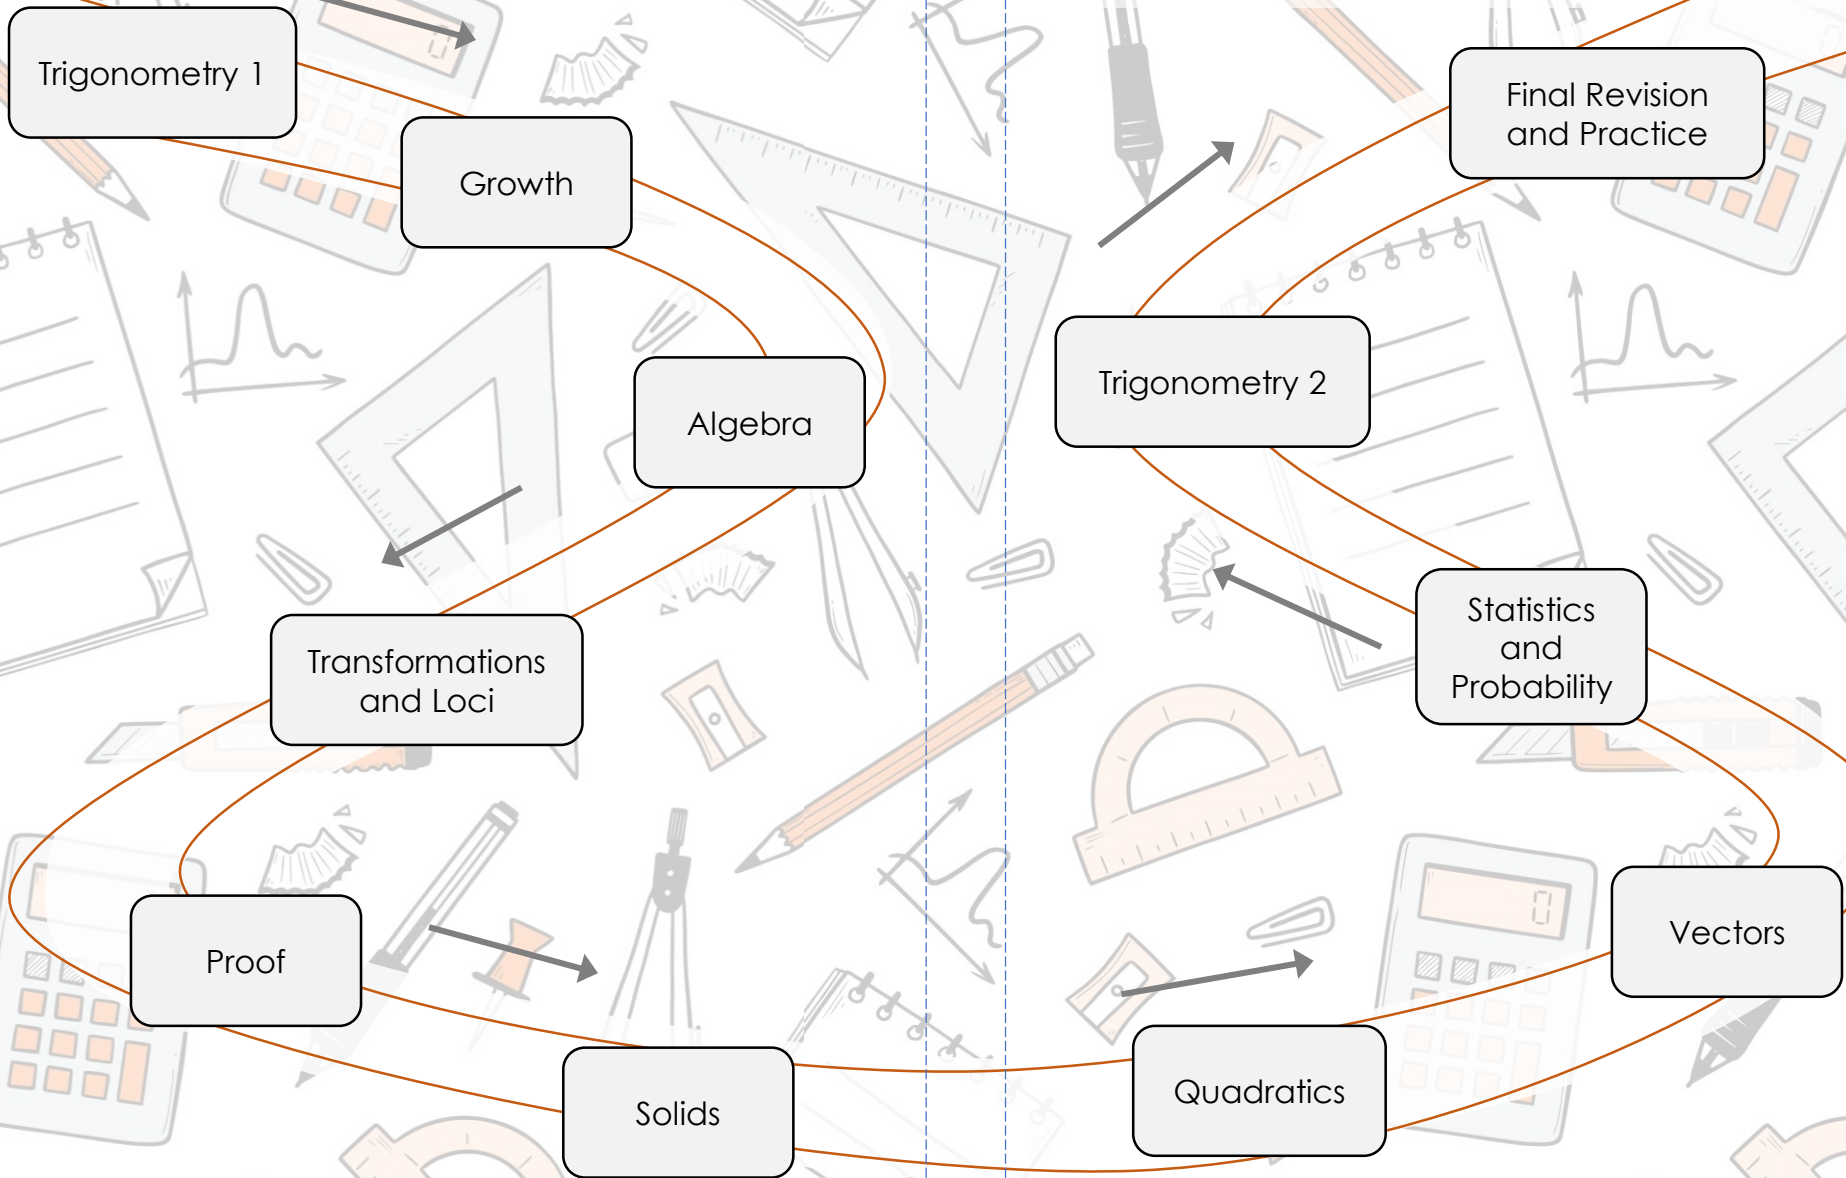 Trigonometry 1
Growth
Algebra
Transformations
and Loci
Proof
Solids
Quadratics
Vectors
Statistics
and
Probability
Trigonometry 2
Final Revision
and Practice